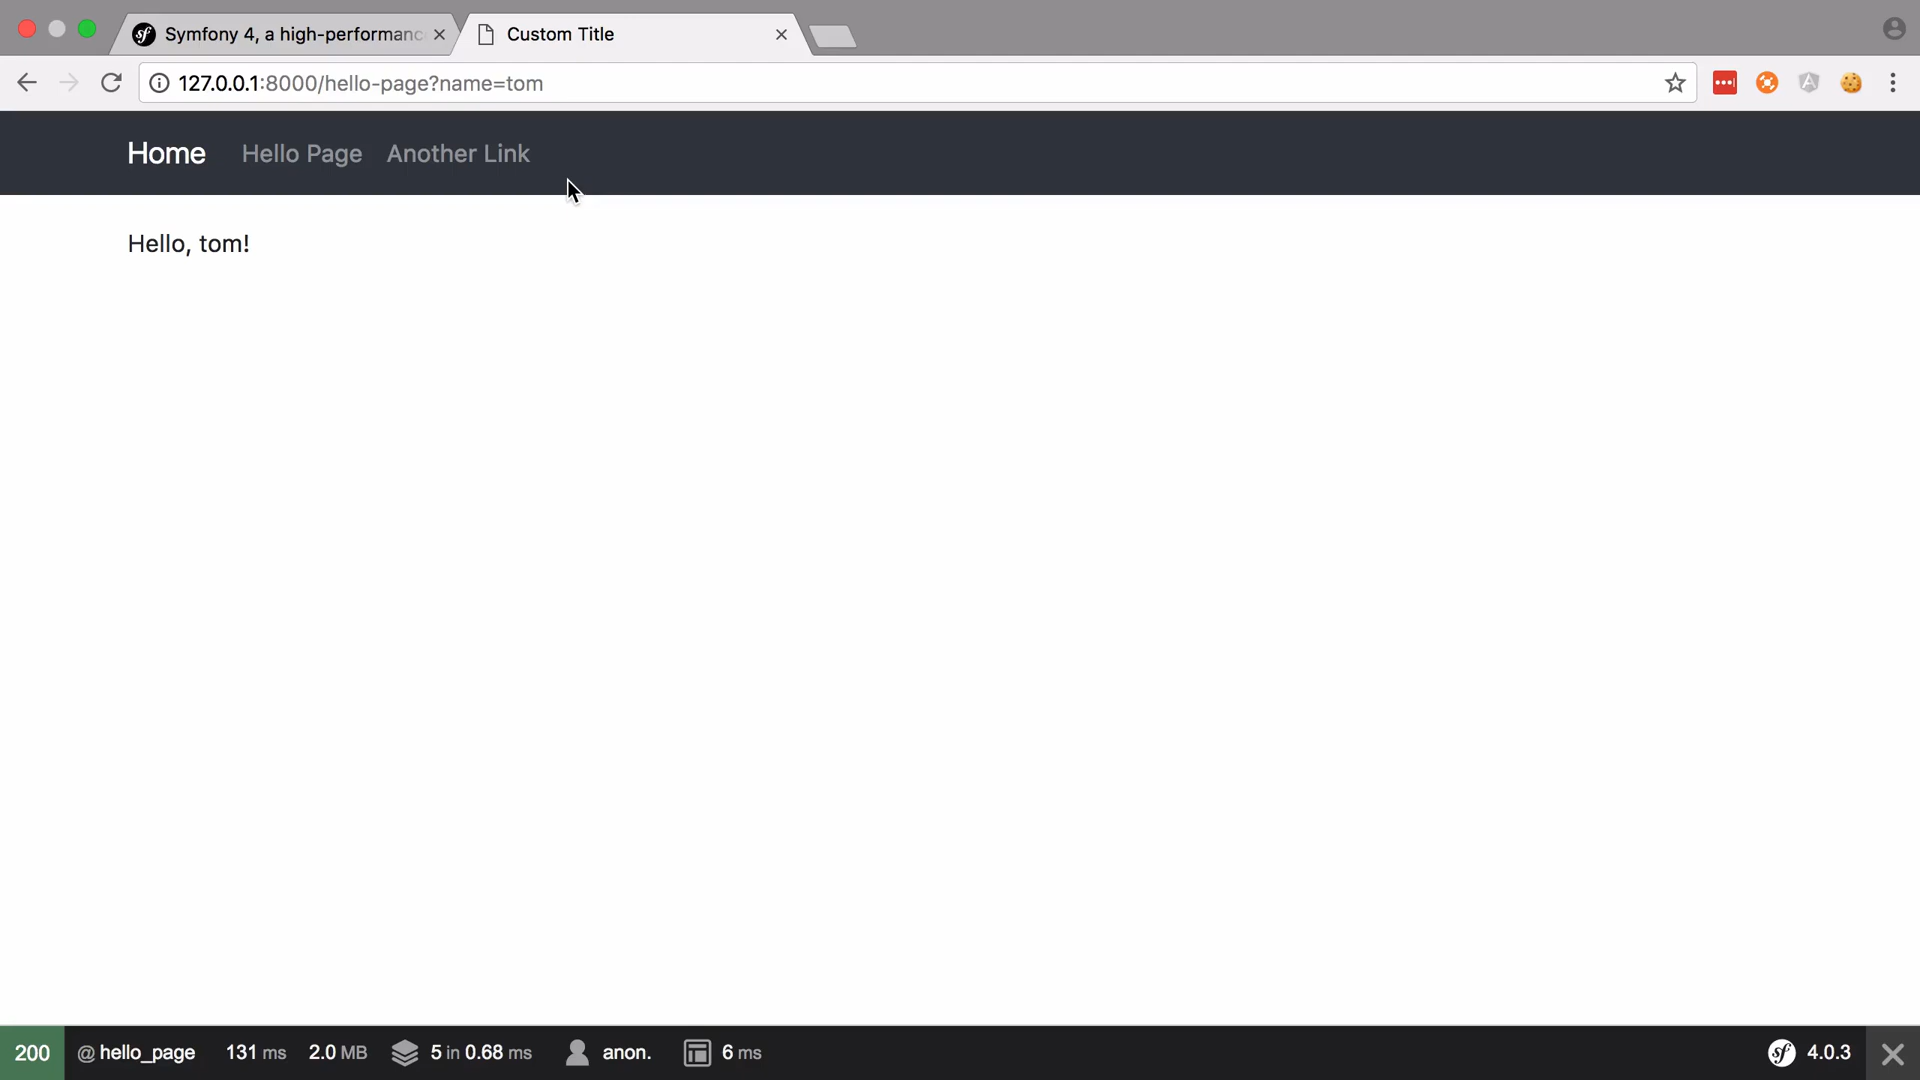 Symfony 4, a high-performanc
Custom Title
127.0.0.1:8000/hello-page?name=tom
Home Hello Page Another Link
Hello, tom!
200 @ hello_page 131 ms 2.0 MB 5 in 0.68 ms anon. 6 ms 4.0.3